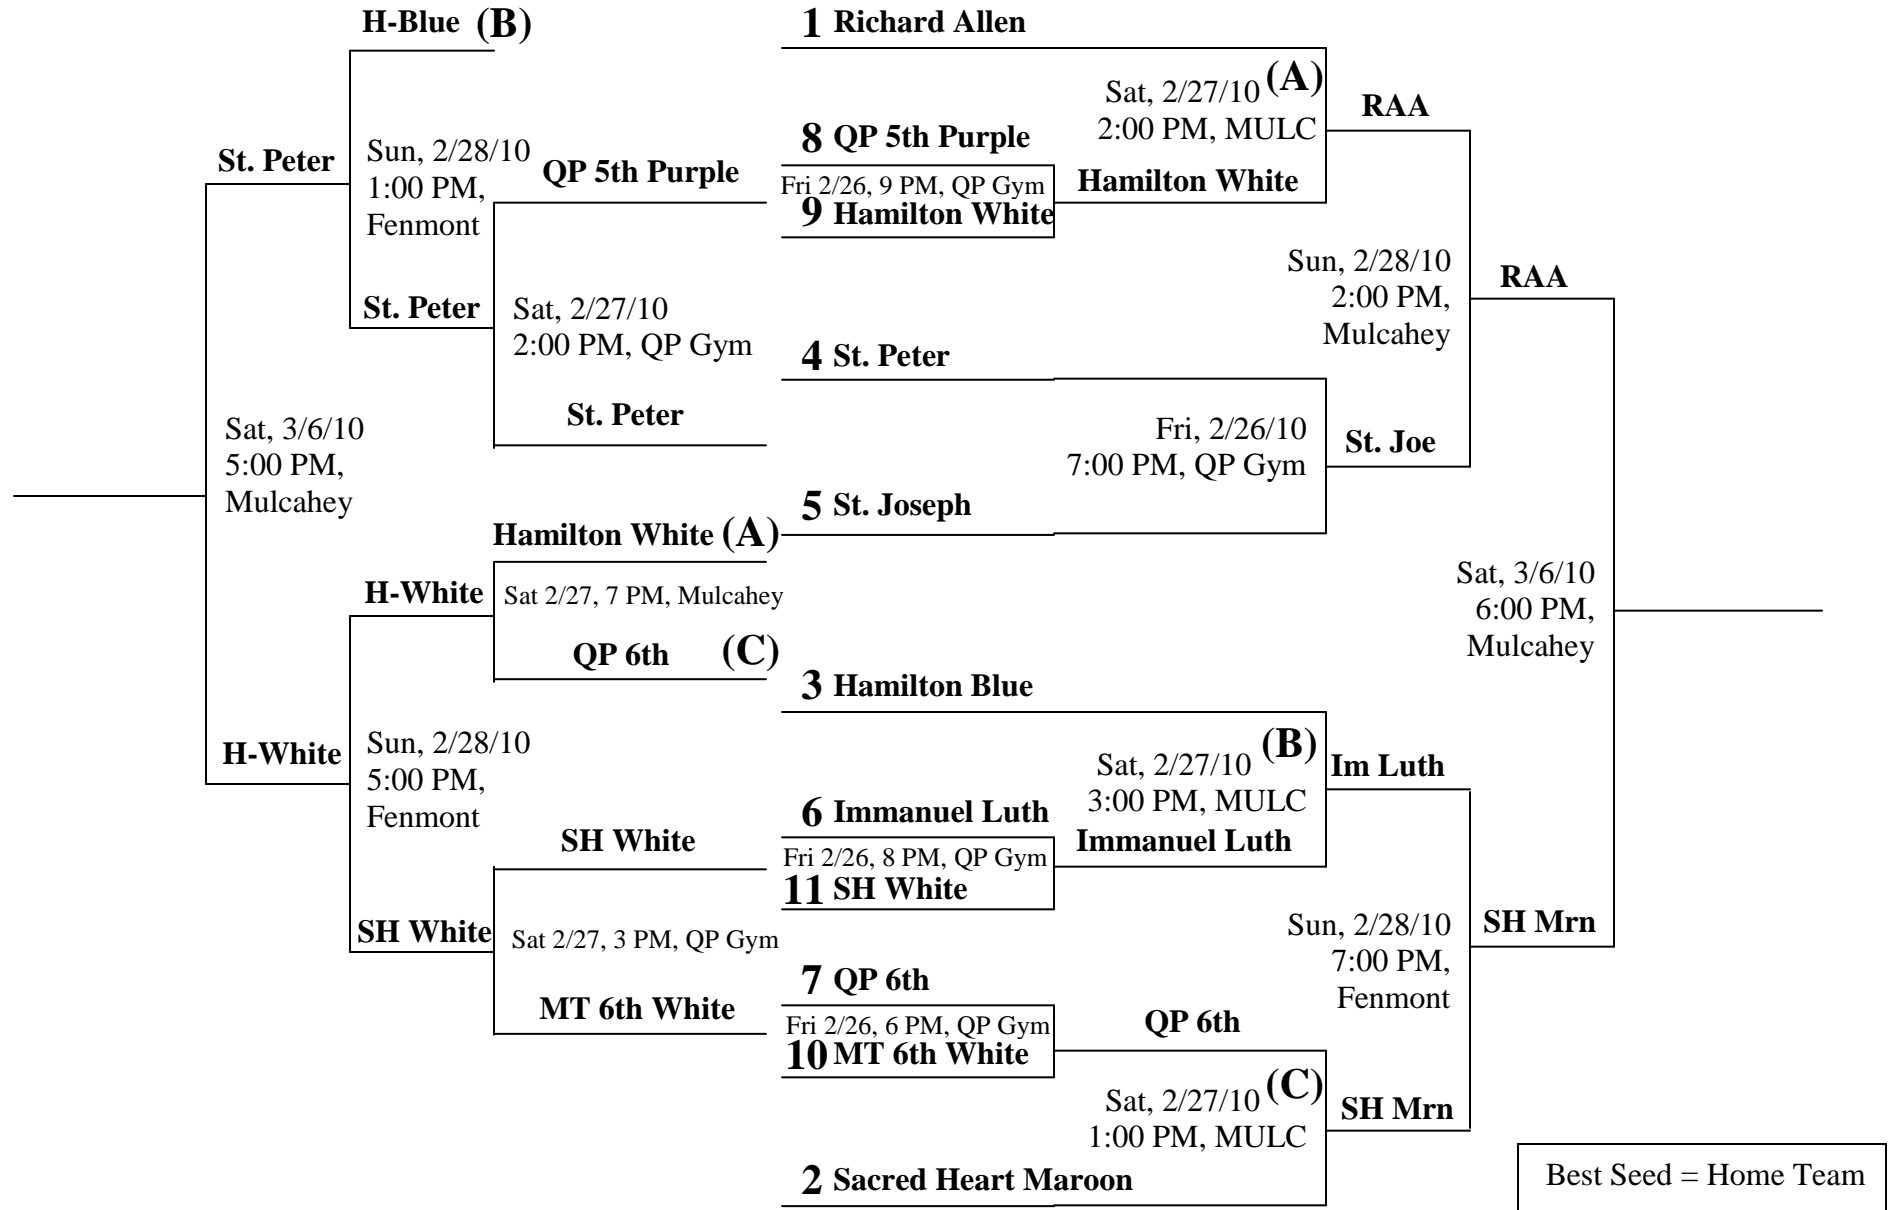 H-Blue (B)
1 Richard Allen
Sat, 2/27/10 (A)
2:00 PM, MULC
RAA
8 QP 5th Purple
Sun, 2/28/10
1:00 PM,
Fenmont
St. Peter
QP 5th Purple
Fri 2/26, 9 PM, QP Gym
Hamilton White
9 Hamilton White
Sun, 2/28/10
2:00 PM,
Mulcahey
RAA
St. Peter
Sat, 2/27/10
2:00 PM, QP Gym
4 St. Peter
St. Peter
Sat, 3/6/10
5:00 PM,
Mulcahey
Fri, 2/26/10
7:00 PM, QP Gym
St. Joe
5 St. Joseph
Hamilton White (A)
H-White
Sat 2/27, 7 PM, Mulcahey
Sat, 3/6/10
6:00 PM,
Mulcahey
QP 6th (C)
3 Hamilton Blue
H-White
Sun, 2/28/10
5:00 PM,
Fenmont
(B)
Sat, 2/27/10
3:00 PM, MULC
Im Luth
6 Immanuel Luth
SH White
Fri 2/26, 8 PM, QP Gym
Immanuel Luth
11 SH White
SH White
Sat 2/27, 3 PM, QP Gym
Sun, 2/28/10
7:00 PM,
Fenmont
SH Mrn
7 QP 6th
MT 6th White
Fri 2/26, 6 PM, QP Gym
QP 6th
10 MT 6th White
Sat, 2/27/10 (C)
1:00 PM, MULC
SH Mrn
2 Sacred Heart Maroon
Best Seed = Home Team